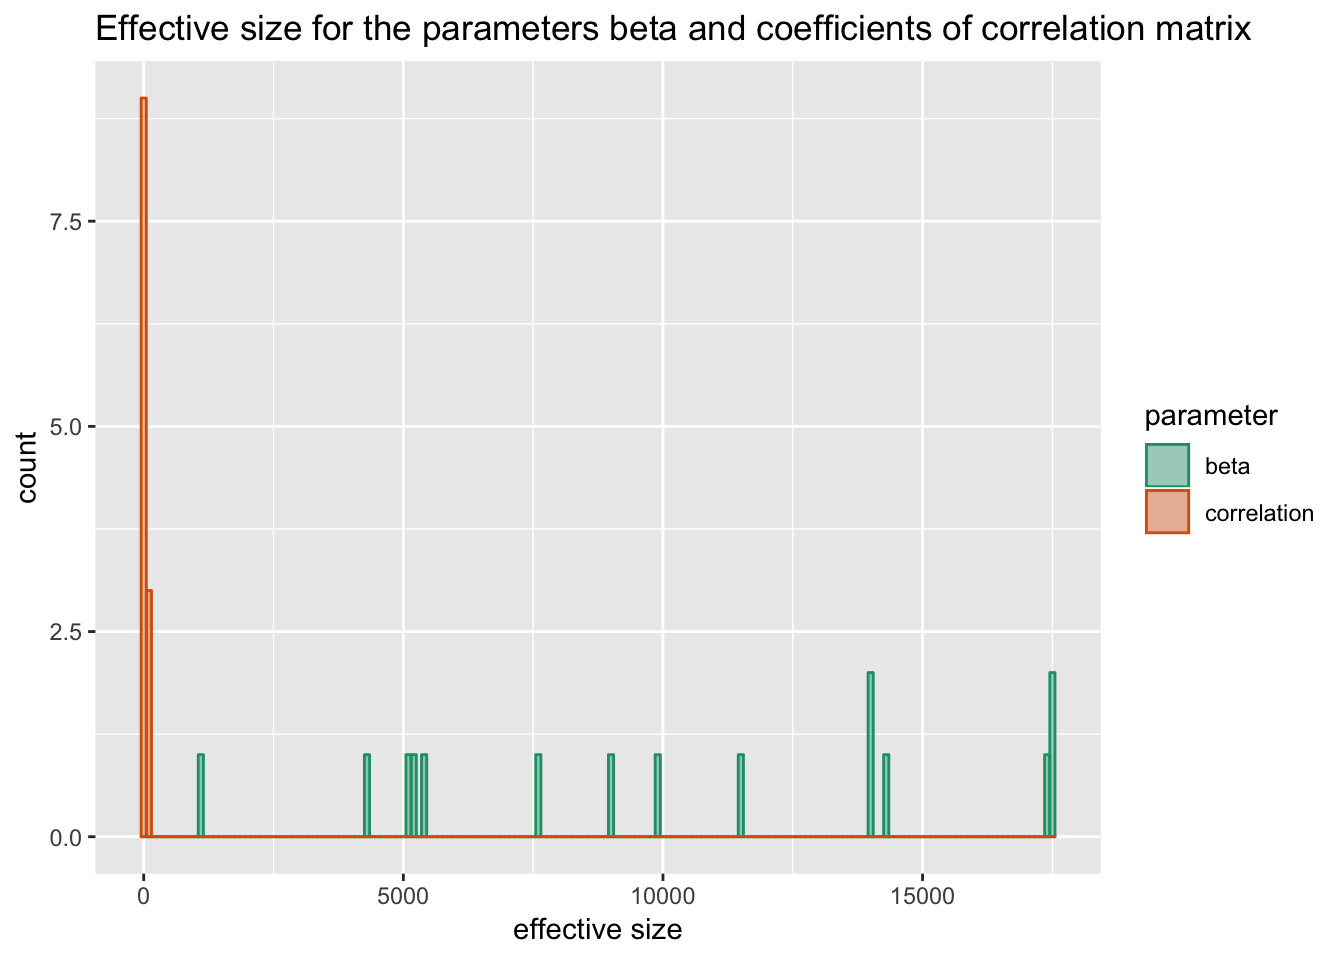 Effective size for the parameters beta and coefficients of correlation matrix
7.5
5.0
2.5
0.0
count
0 5000 10000 15000
effective size
parameter
beta
correlation